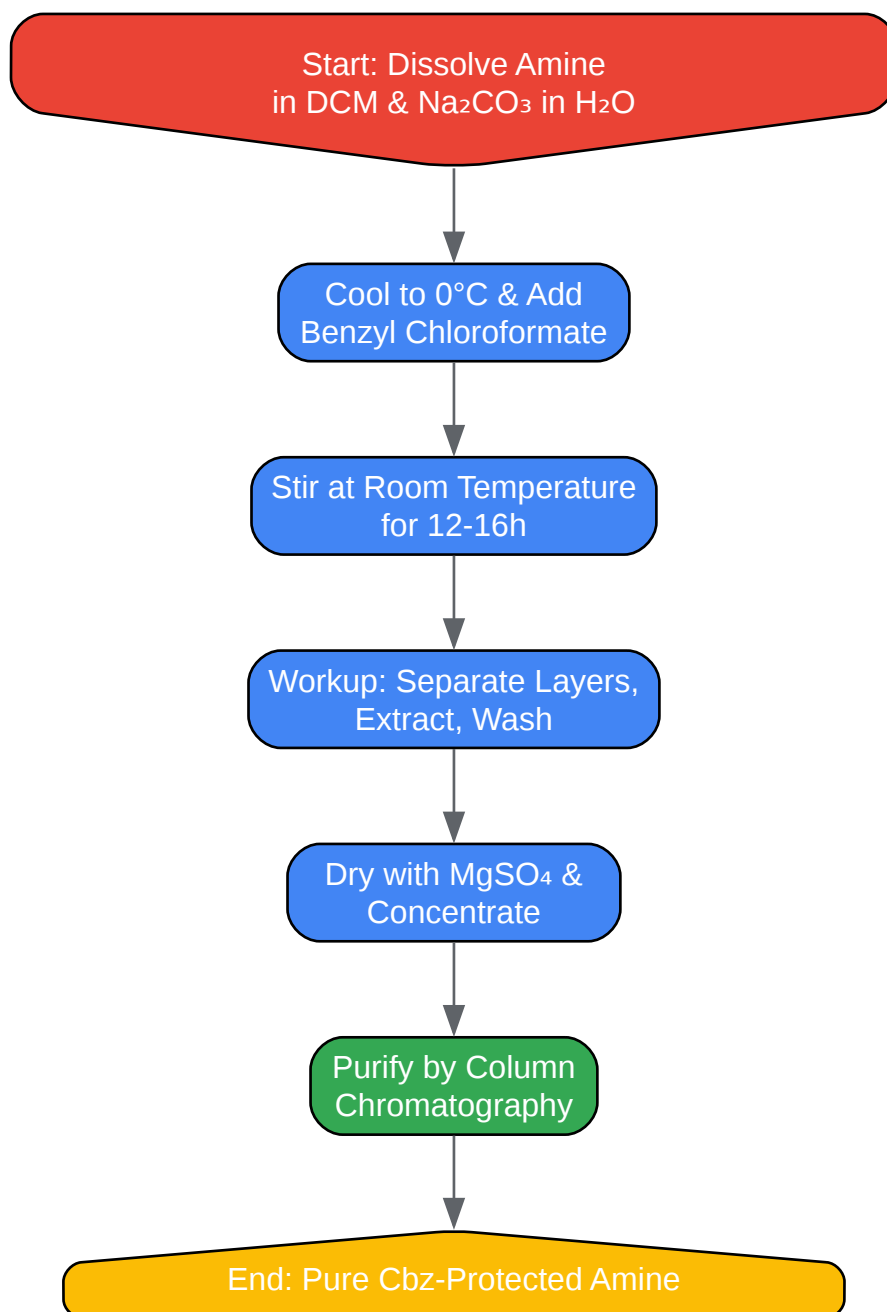 Start: Dissolve Amine
in DCM & Na₂CO₃ in H₂O
Cool to 0°C & Add
Benzyl Chloroformate
Stir at Room Temperature
for 12-16h
Workup: Separate Layers,
Extract, Wash
Dry with MgSO₄ &
Concentrate
Purify by Column
Chromatography
End: Pure Cbz-Protected Amine